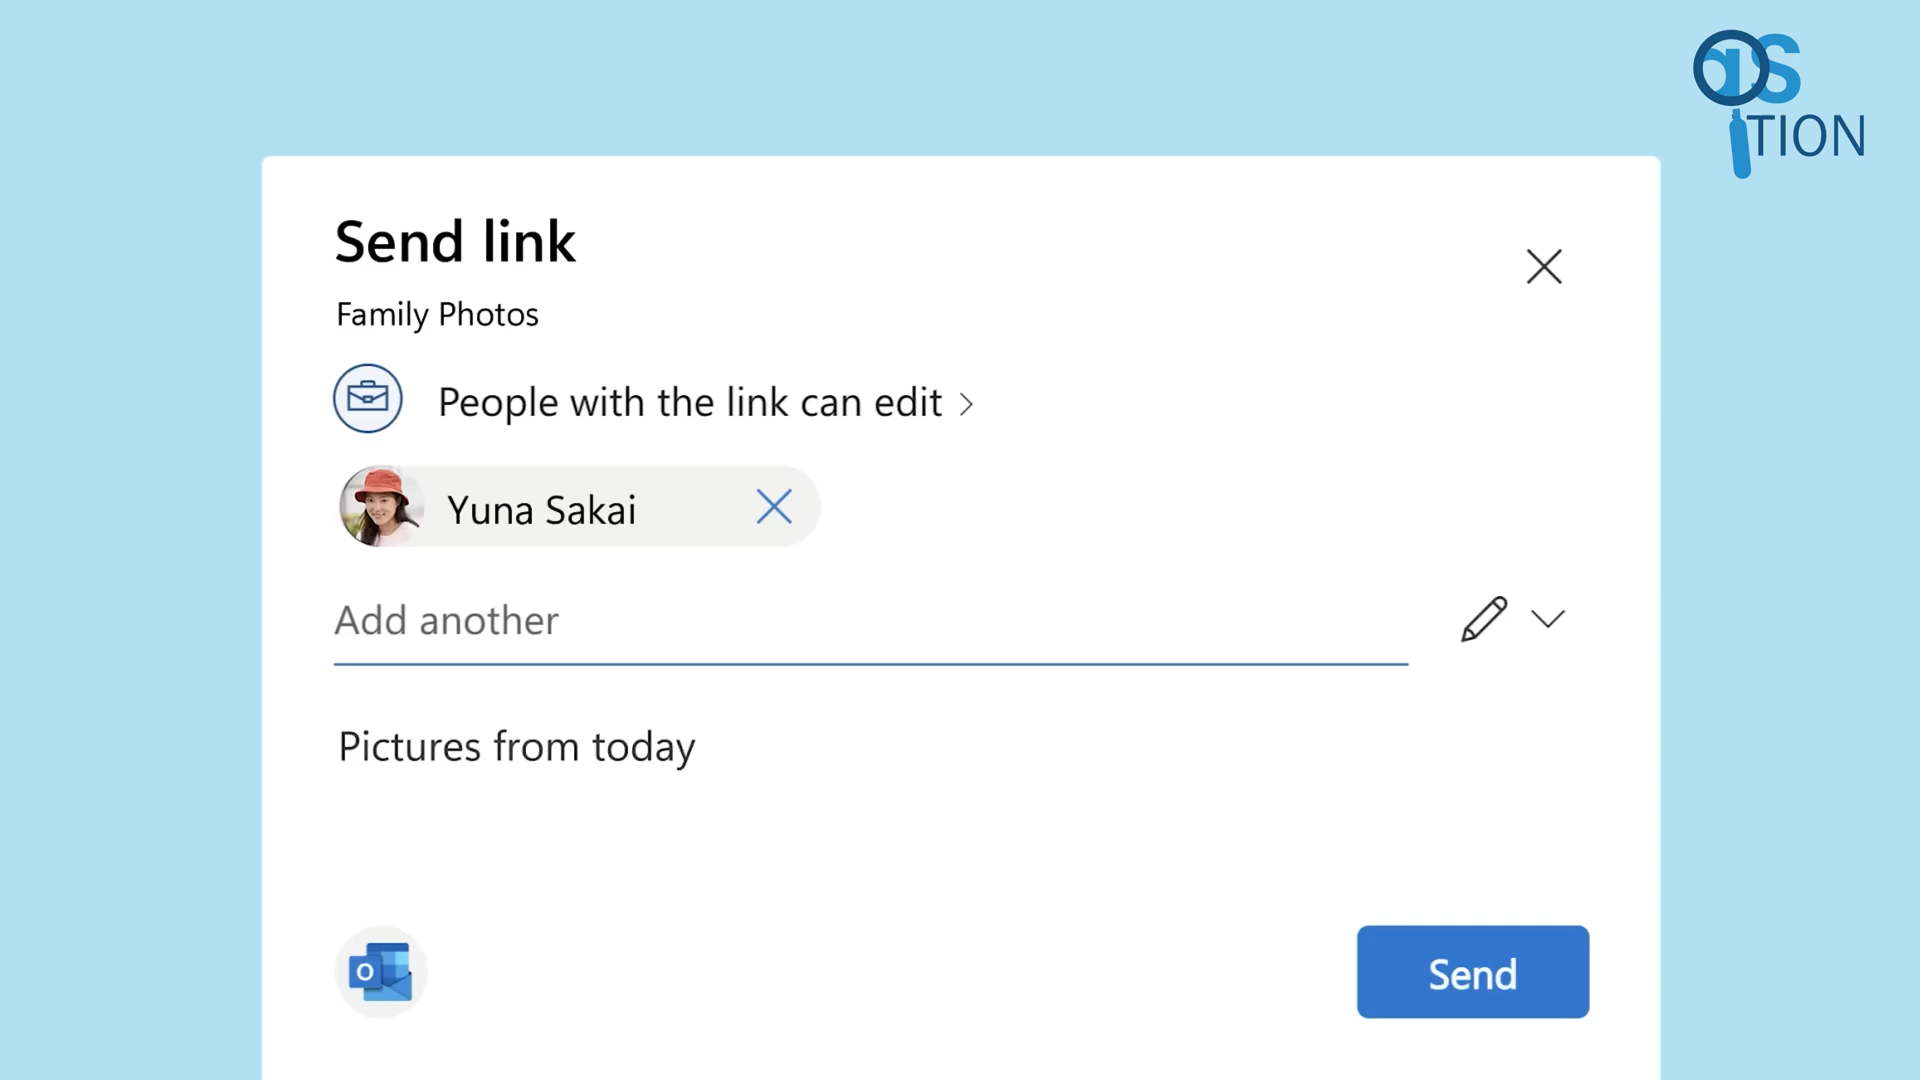 as
TION
Send link
Family Photos
People with the link can edit
Yuna Sakai
Add another
Pictures from today
O
Send